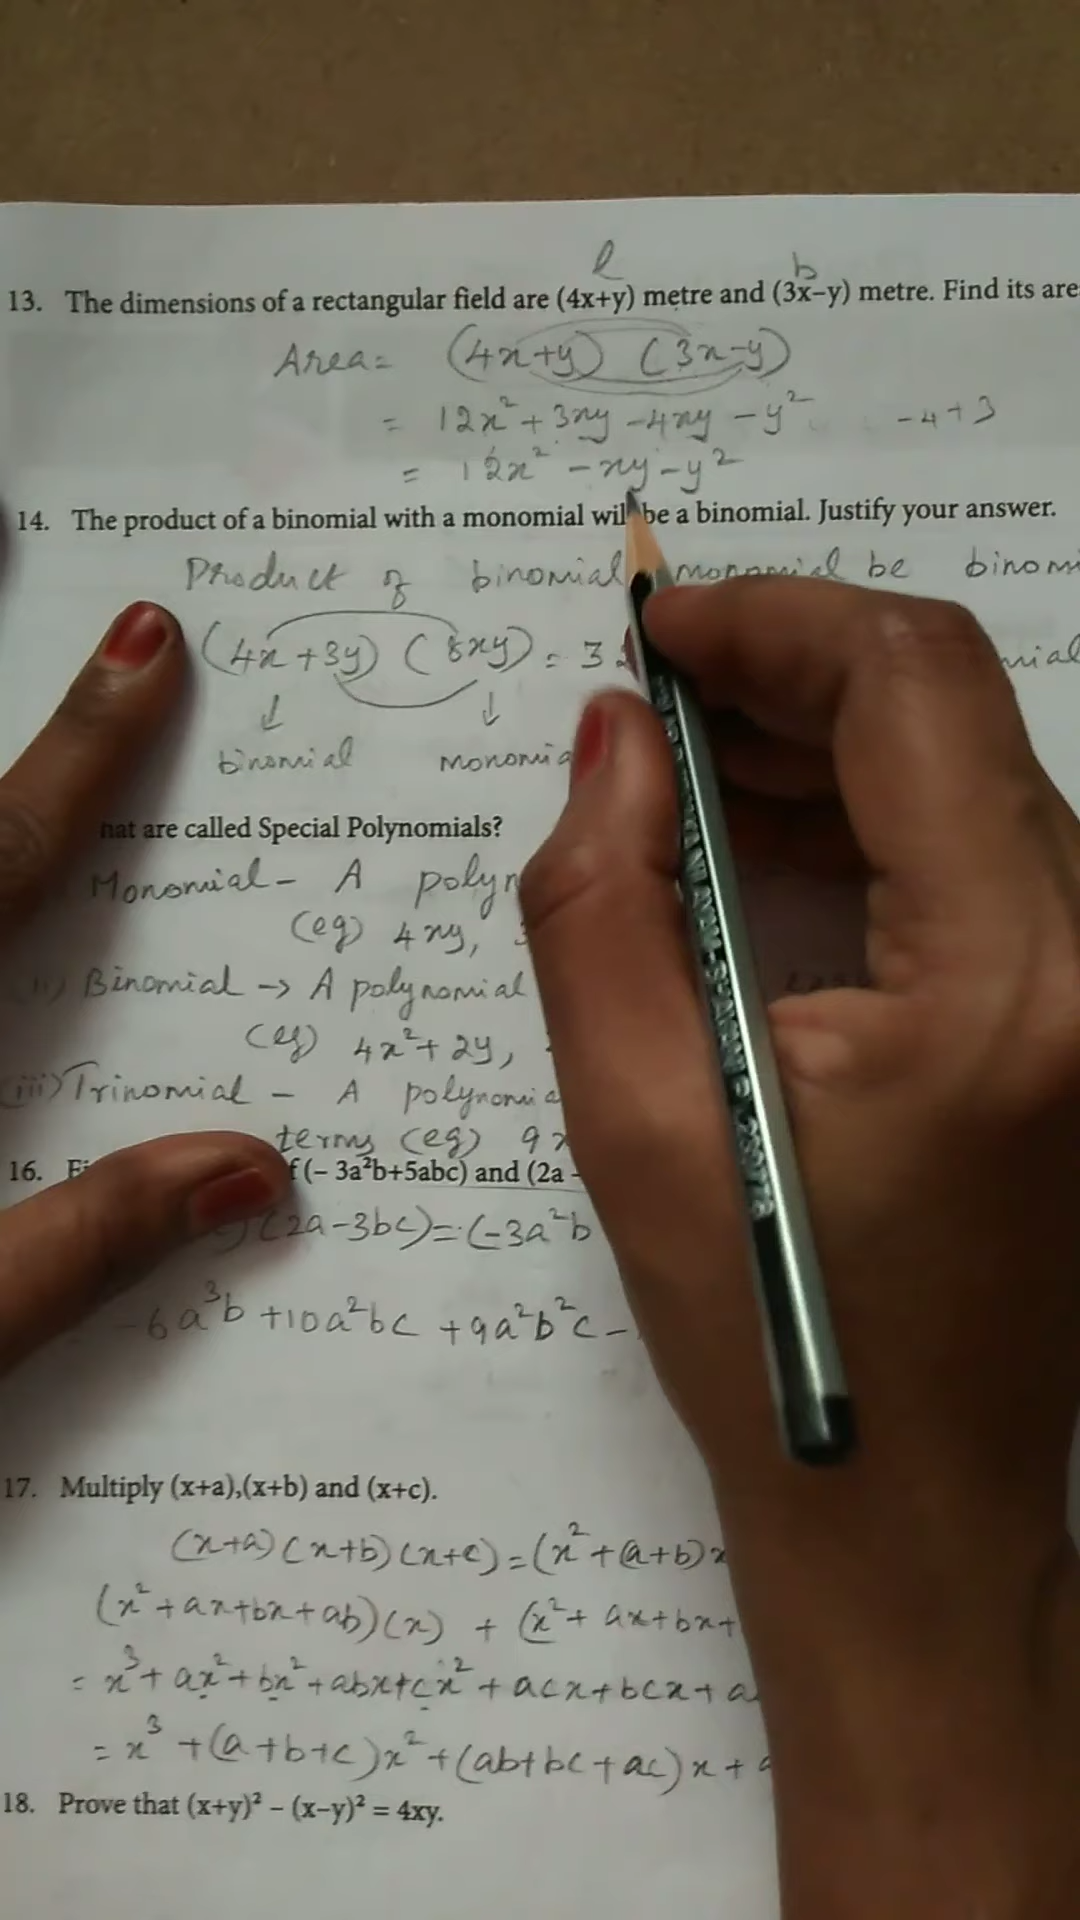 l b
13. The dimensions of a rectangular field are (4x+y) metre and (3x–y) metre. Find its are
Area = (4x+y) (3x-y)
= 12x² + 3xy - 4xy - y² -4+3
= 12x² - xy - y²
14. The product of a binomial with a monomial will be a binomial. Justify your answer.
Product of binomial monomial be binomi
(4x+3y) (8xy) = 3
↓ ↓
binomial monomia
hat are called Special Polynomials?
Monomial - A polyn
(eg) 4xy,
ii) Binomial -> A polynomial
(eg) 4x²+2y,
(iii) Trinomial - A polynomia
terms (eg) 9x
16. f (– 3a²b+5abc) and (2a -
(2a-3bc) = (-3a²b
-6a³b +10a²bc +9a²b²c -
17. Multiply (x+a),(x+b) and (x+c).
(x+a) (x+b) (x+c) = (x² + (a+b)x
(x²+ax+bx+ab)(x) + (x²+ax+bx+
= x³+ax²+bx²+abx+cx²+acx+bcx+a
= x³ +(a+b+c)x²+(ab+bc+ac)x+
18. Prove that (x+y)² – (x–y)² = 4xy.